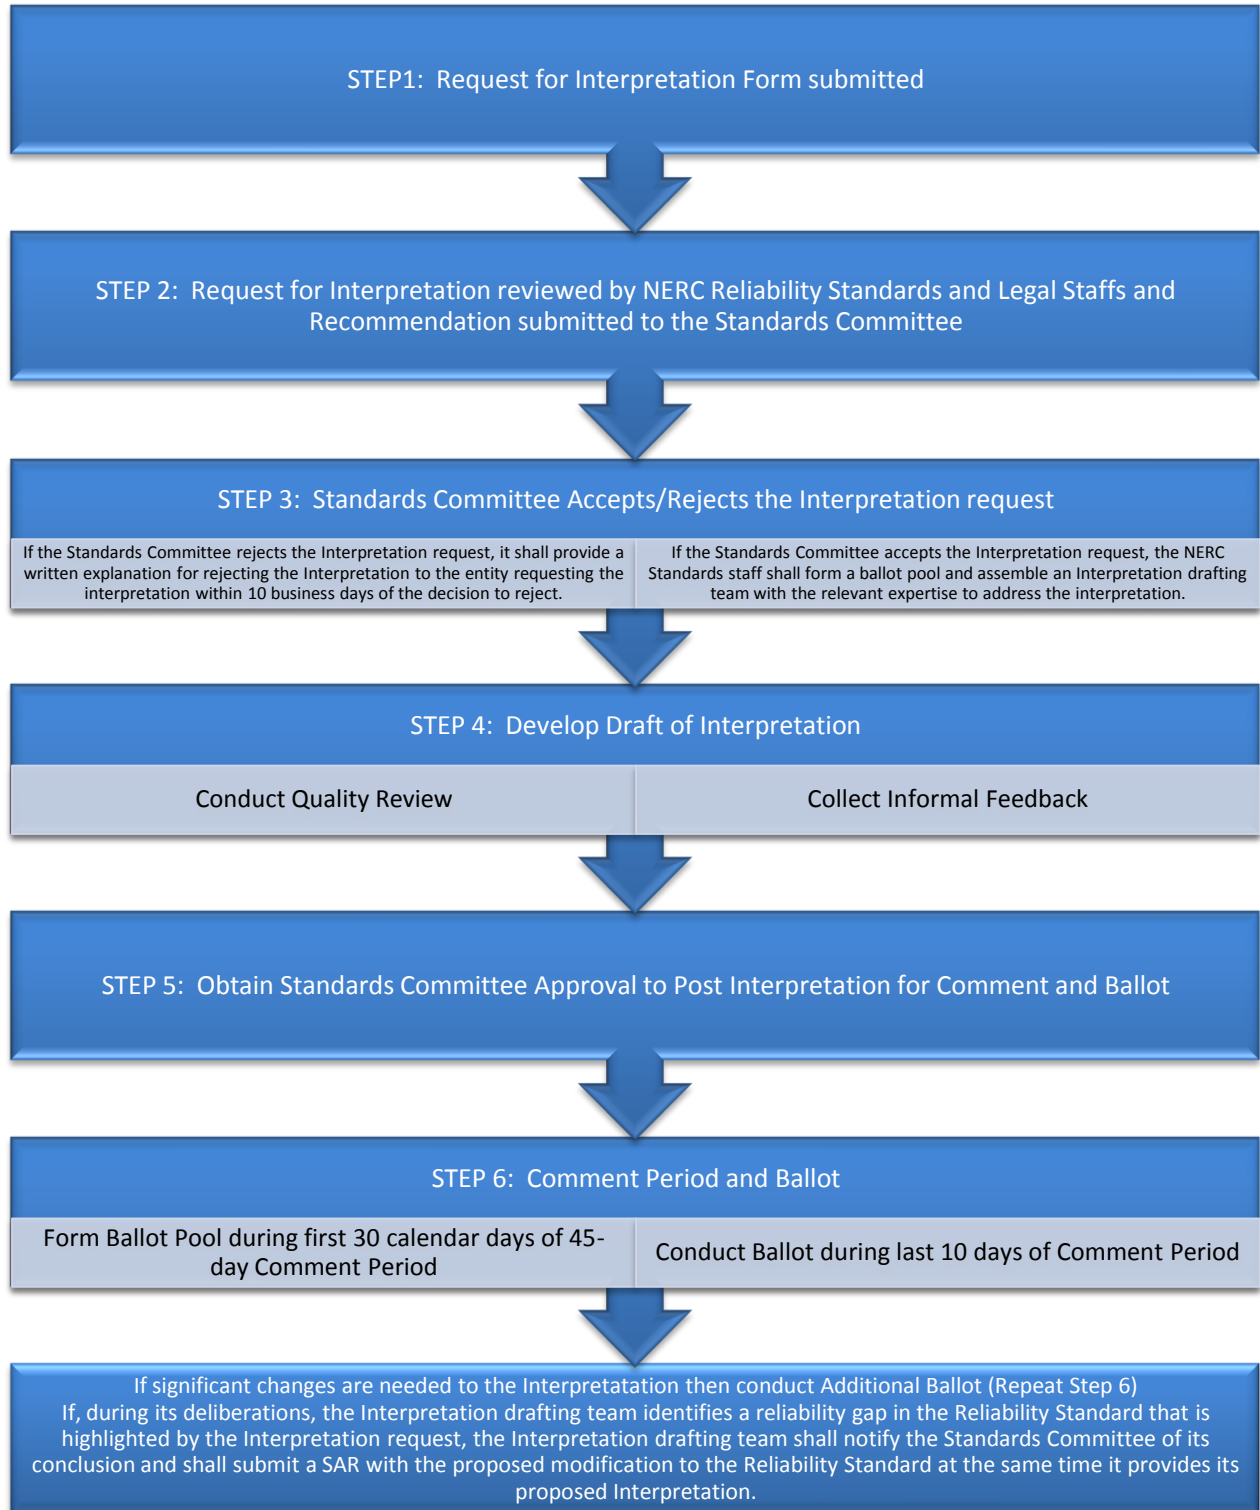 STEP1:  Request for Interpretation Form submitted
STEP 2:  Request for Interpretation reviewed by NERC Reliability Standards and Legal Staffs and
Recommendation submitted to the Standards Committee
STEP 3:  Standards Committee Accepts/Rejects the Interpretation request
If the Standards Committee rejects the Interpretation request, it shall provide a
written explanation for rejecting the Interpretation to the entity requesting the
interpretation within 10 business days of the decision to reject.
If the Standards Committee accepts the Interpretation request, the NERC
Standards staff shall form a ballot pool and assemble an Interpretation drafting
team with the relevant expertise to address the interpretation.
STEP 4:  Develop Draft of Interpretation
Conduct Quality Review
Collect Informal Feedback
STEP 5:  Obtain Standards Committee Approval to Post Interpretation for Comment and Ballot
STEP 6:  Comment Period and Ballot
Form Ballot Pool during first 30 calendar days of 45-
day Comment Period
Conduct Ballot during last 10 days of Comment Period
If significant changes are needed to the Interpretatation then conduct Additional Ballot (Repeat Step 6)
If, during its deliberations, the Interpretation drafting team identifies a reliability gap in the Reliability Standard that is
highlighted by the Interpretation request, the Interpretation drafting team shall notify the Standards Committee of its
conclusion and shall submit a SAR with the proposed modification to the Reliability Standard at the same time it provides its
proposed Interpretation.